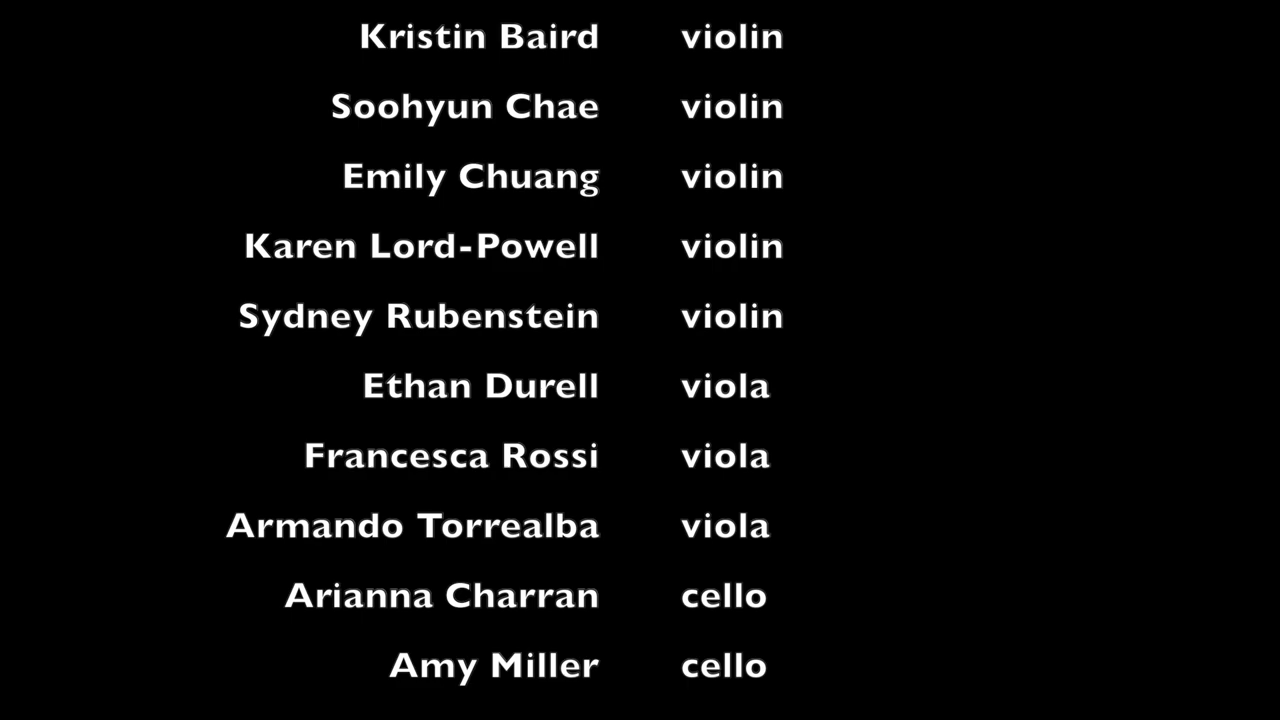 Kristin Baird violin
Soohyun Chae violin
Emily Chuang violin
Karen Lord-Powell violin
Sydney Rubenstein violin
Ethan Durell viola
Francesca Rossi viola
Armando Torrealba viola
Arianna Charran cello
Amy Miller cello